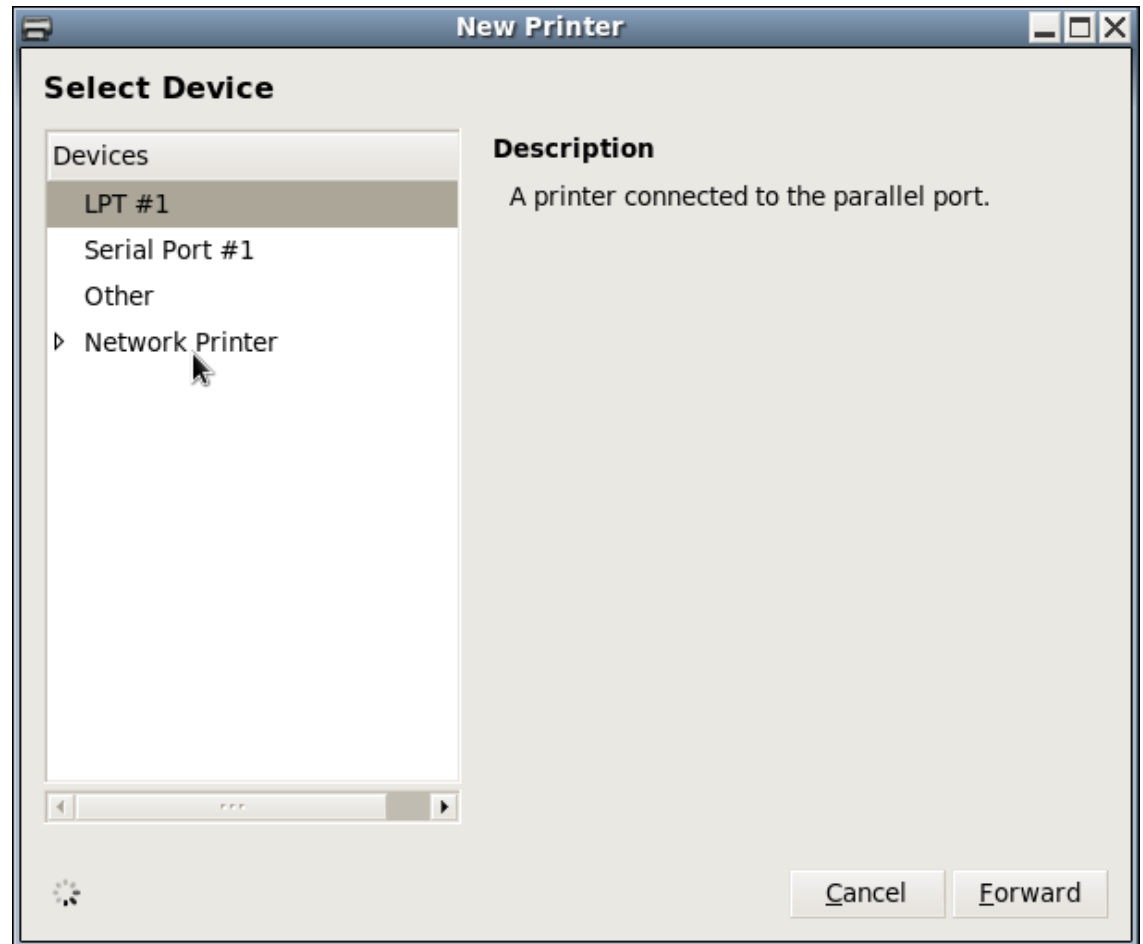 New Printer
Select Device
Devices
LPT #1
Serial Port #1
Other
Network Printer
Description
A printer connected to the parallel port.
Cancel
Forward